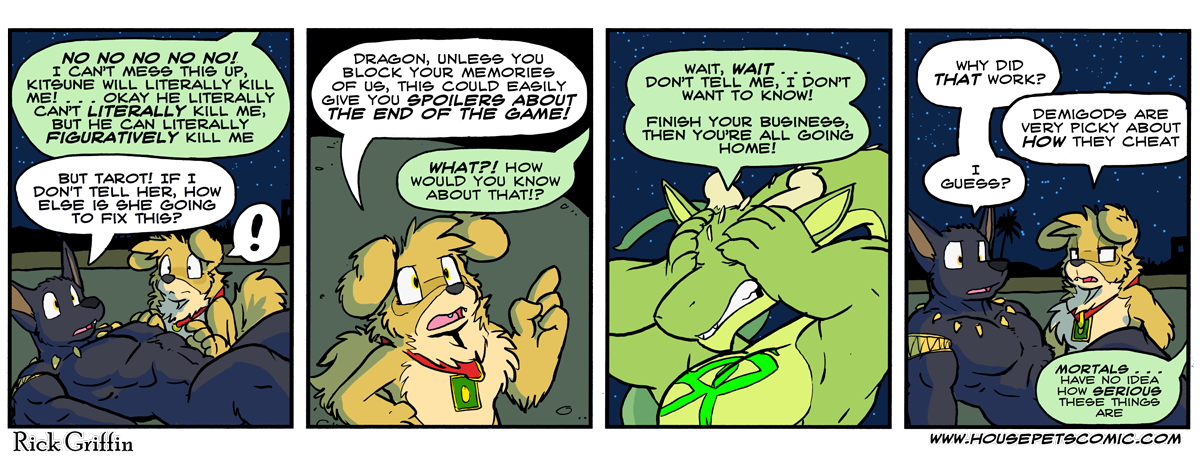 NO NO NO NO NO!
I CAN'T MESS THIS UP,
KITSUNE WILL LITERALLY KILL
ME! . . . OKAY HE LITERALLY
CAN'T LITERALLY KILL ME,
BUT HE CAN LITERALLY
FIGURATIVELY KILL ME
BUT TAROT! IF I
DON'T TELL HER, HOW
ELSE IS SHE GOING
TO FIX THIS?
!
DRAGON, UNLESS YOU
BLOCK YOUR MEMORIES
OF US, THIS COULD EASILY
GIVE YOU SPOILERS ABOUT
THE END OF THE GAME!
WHAT?! HOW
WOULD YOU KNOW
ABOUT THAT!?
WAIT, WAIT . . .
DON'T TELL ME, I DON'T
WANT TO KNOW!
FINISH YOUR BUSINESS,
THEN YOU'RE ALL GOING
HOME!
WHY DID
THAT WORK?
DEMIGODS ARE
VERY PICKY ABOUT
HOW THEY CHEAT
I
GUESS?
MORTALS . . .
HAVE NO IDEA
HOW SERIOUS
THESE THINGS
ARE
Rick Griffin
WWW.HOUSEPETSCOMIC.COM